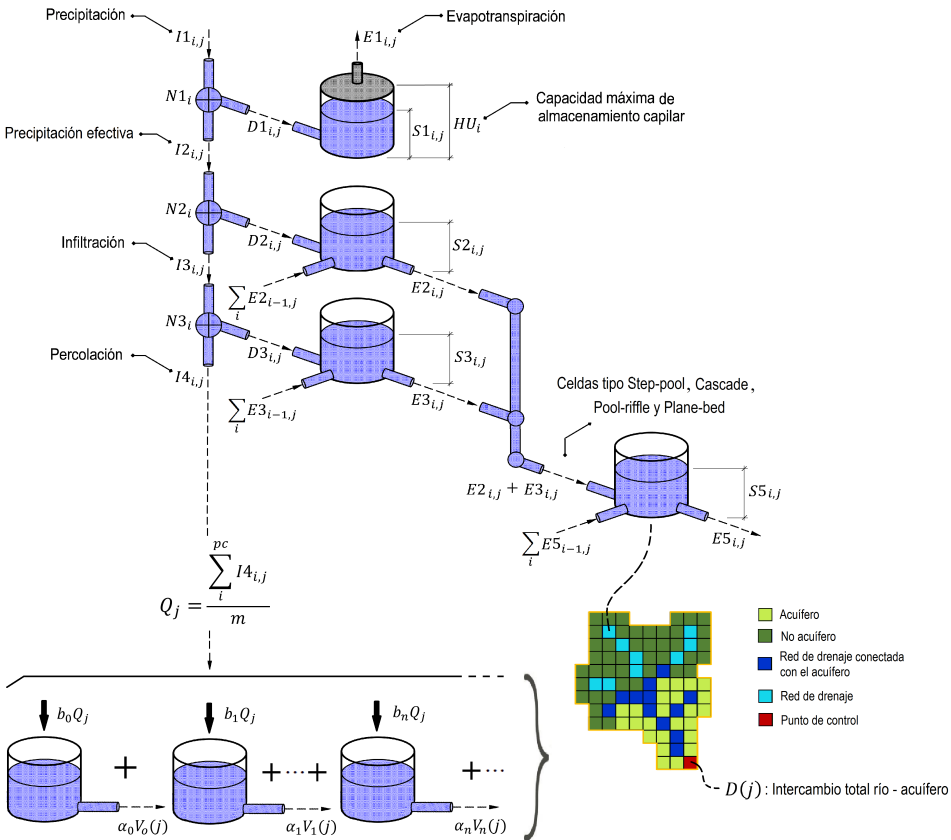 Precipitación
I1i,j
Evapotranspiración
E1i,j
N1i
D1i,j
S1i,j
HUi
Capacidad máxima de
almacenamiento capilar
Precipitación efectiva
I2i,j
N2i
D2i,j
S2i,j
Infiltración
I3i,j
∑i E2i−1,j
E2i,j
N3i
D3i,j
S3i,j
Percolación
I4i,j
∑i E3i−1,j
E3i,j
Celdas tipo Step-pool, Cascade,
Pool-riffle y Plane-bed
E2i,j + E3i,j
S5i,j
∑i E5i−1,j
E5i,j
Qj = ∑i pc I4i,j / m
Acuífero
No acuífero
Red de drenaje conectada
con el acuífero
Red de drenaje
Punto de control
b0Qj
b1Qj
bnQj
+
+ ··· +
+ ···
α0Vo(j)
α1V1(j)
αnVn(j)
D(j) : Intercambio total río - acuífero